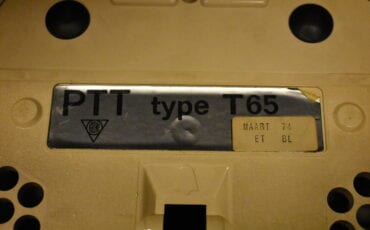 PTT type T65
MAART 74
ET BL